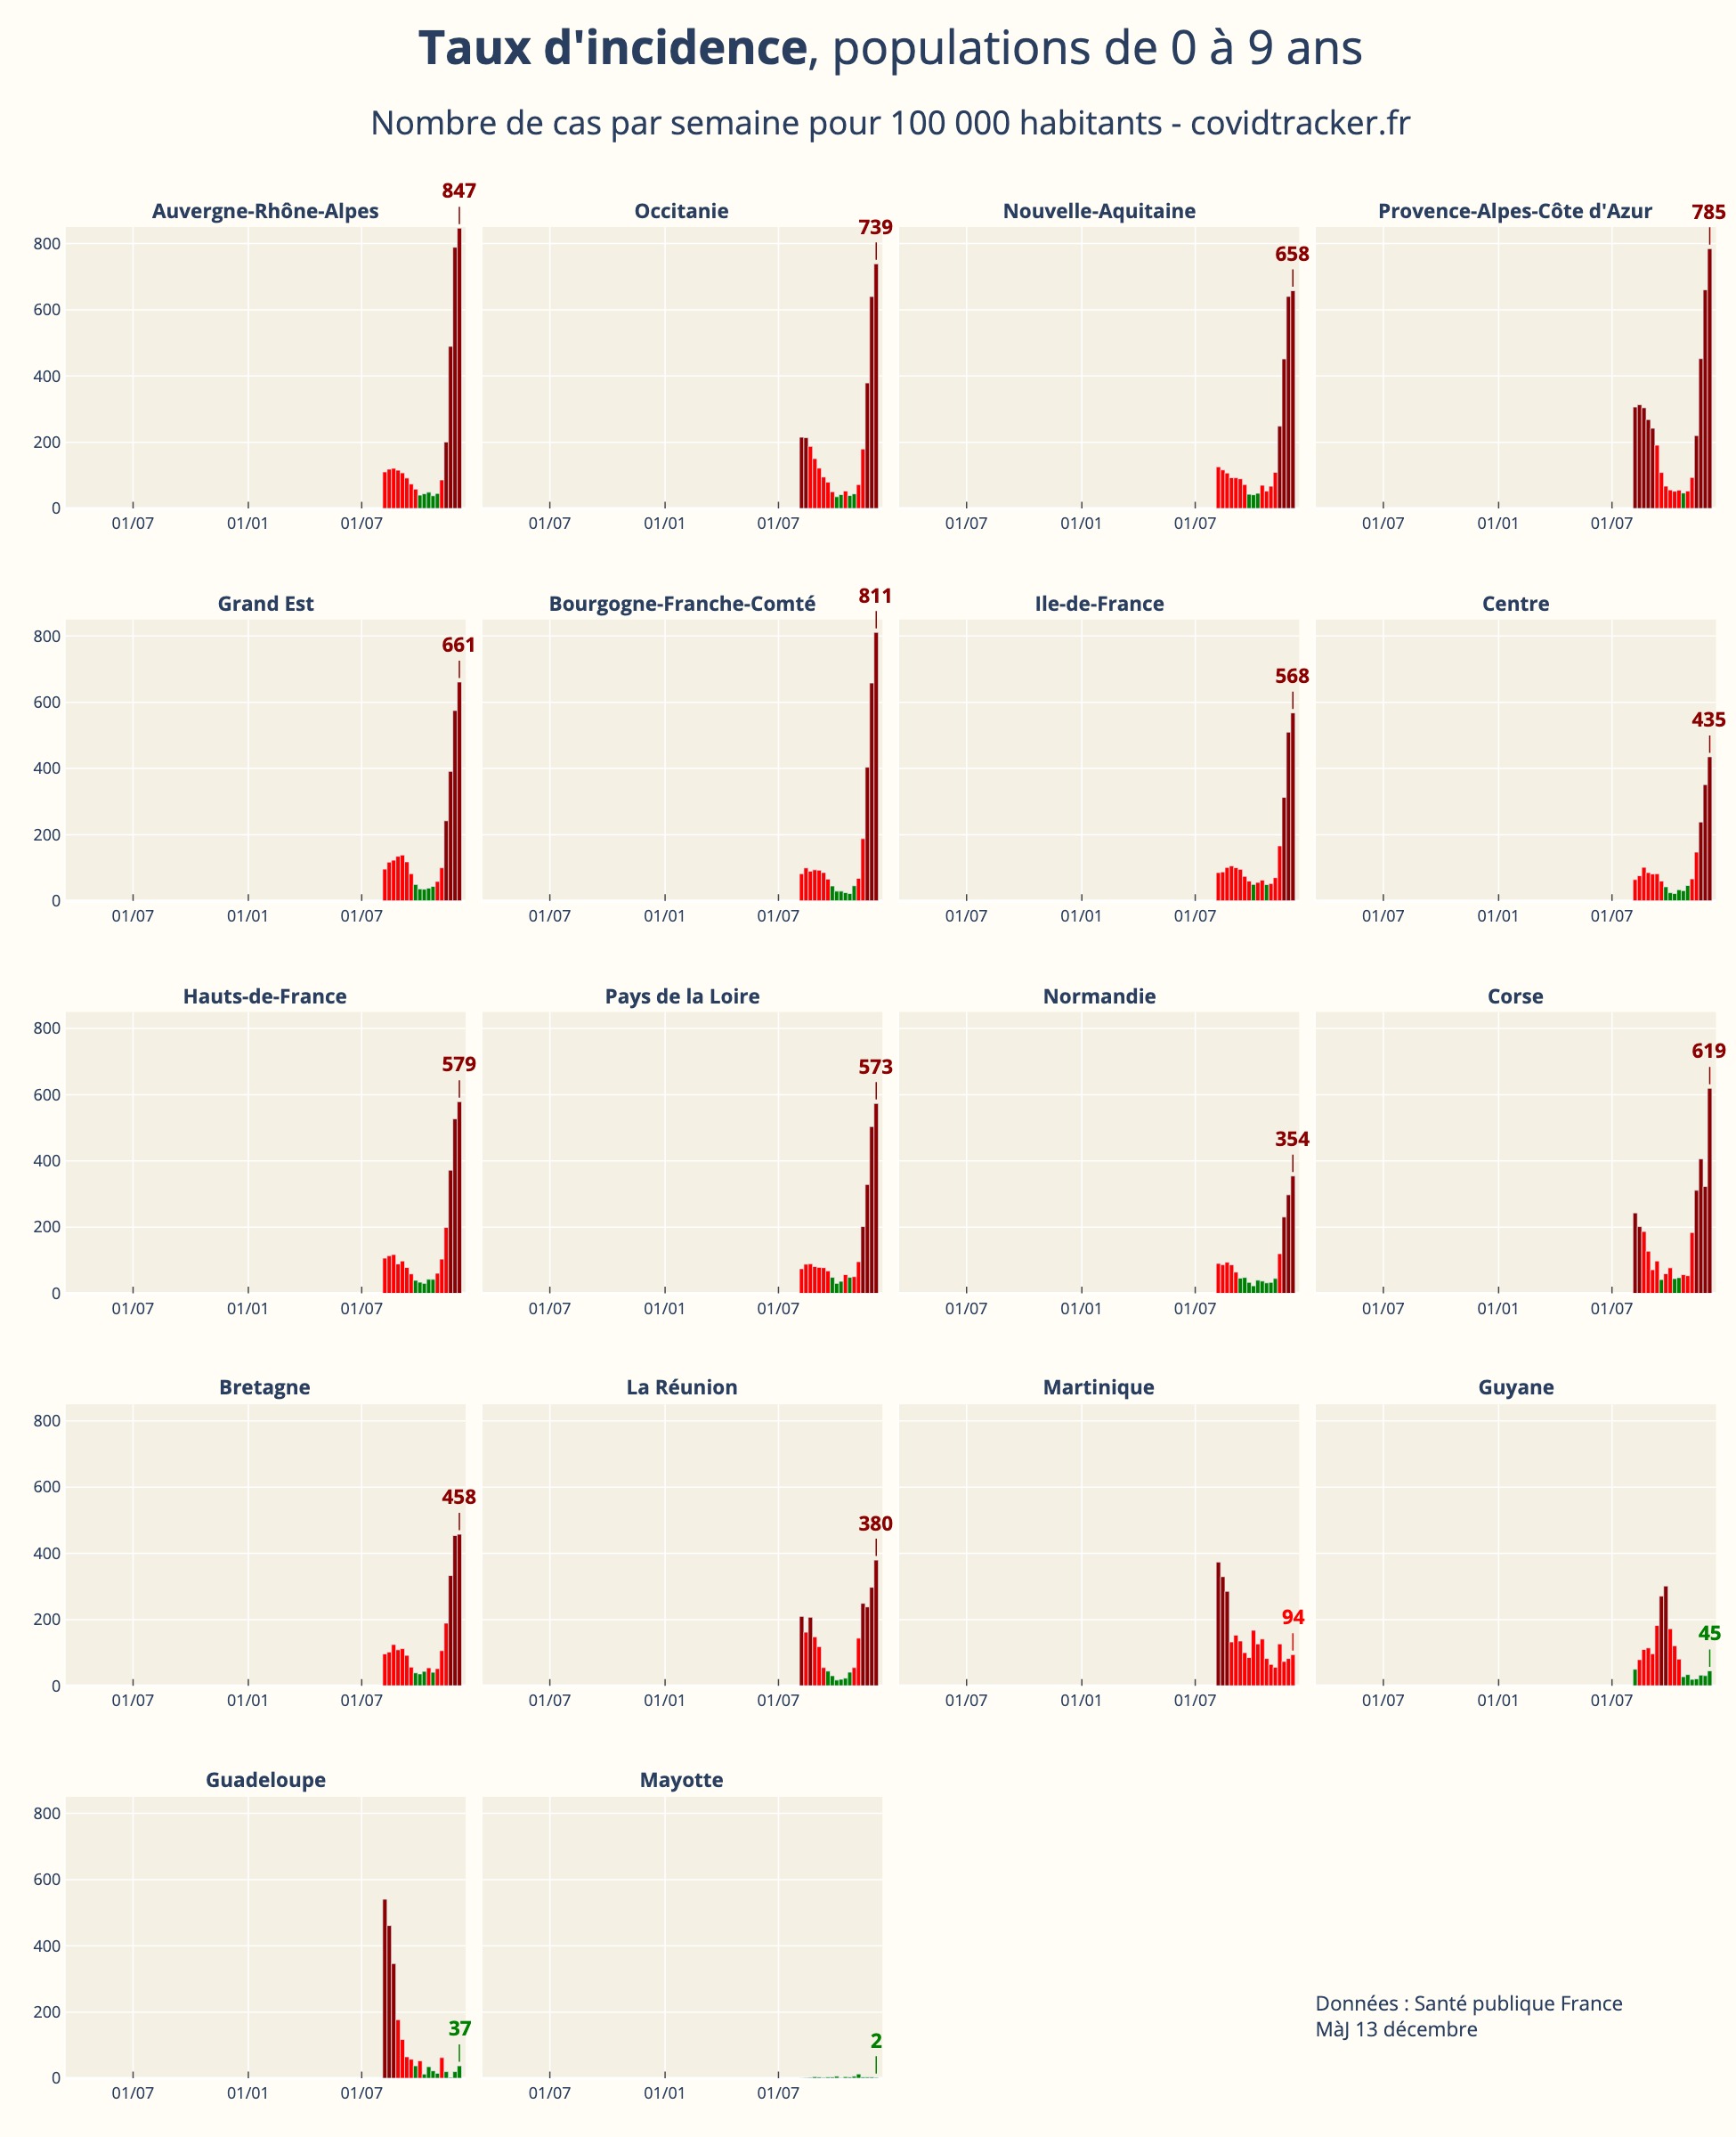 Taux d'incidence, populations de 0 à 9 ans
Nombre de cas par semaine pour 100 000 habitants - covidtracker.fr
Auvergne-Rhône-Alpes
847
800
600
400
200
0
01/07 01/01 01/07
Occitanie
739
01/07 01/01 01/07
Nouvelle-Aquitaine
658
01/07 01/01 01/07
Provence-Alpes-Côte d'Azur
785
01/07 01/01 01/07
Grand Est
661
800
600
400
200
0
01/07 01/01 01/07
Bourgogne-Franche-Comté
811
01/07 01/01 01/07
Ile-de-France
568
01/07 01/01 01/07
Centre
435
01/07 01/01 01/07
Hauts-de-France
579
800
600
400
200
0
01/07 01/01 01/07
Pays de la Loire
573
01/07 01/01 01/07
Normandie
354
01/07 01/01 01/07
Corse
619
01/07 01/01 01/07
Bretagne
458
800
600
400
200
0
01/07 01/01 01/07
La Réunion
380
01/07 01/01 01/07
Martinique
94
01/07 01/01 01/07
Guyane
45
01/07 01/01 01/07
Guadeloupe
37
800
600
400
200
0
01/07 01/01 01/07
Mayotte
2
01/07 01/01 01/07
Données : Santé publique France
MàJ 13 décembre